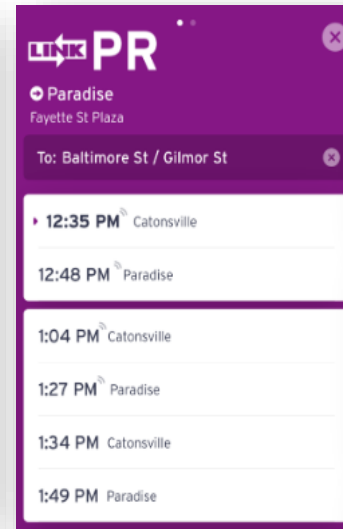 LINK PR
Paradise
Fayette St Plaza
To: Baltimore St / Gilmor St
12:35 PM Catonsville
12:48 PM Paradise
1:04 PM Catonsville
1:27 PM Paradise
1:34 PM Catonsville
1:49 PM Paradise